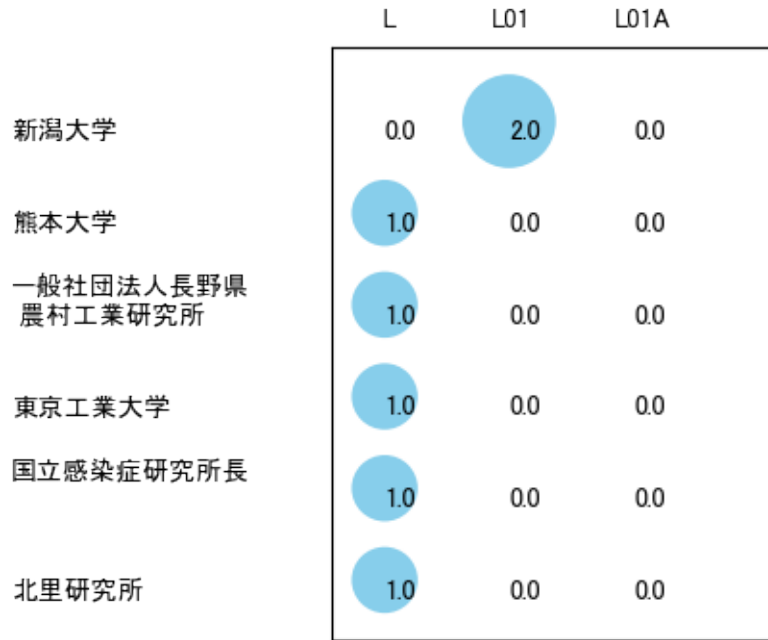 L L01 L01A
新潟大学 0.0 2.0 0.0
熊本大学 1.0 0.0 0.0
一般社団法人長野県
農村工業研究所 1.0 0.0 0.0
東京工業大学 1.0 0.0 0.0
国立感染症研究所長
1.0 0.0 0.0
北里研究所 1.0 0.0 0.0